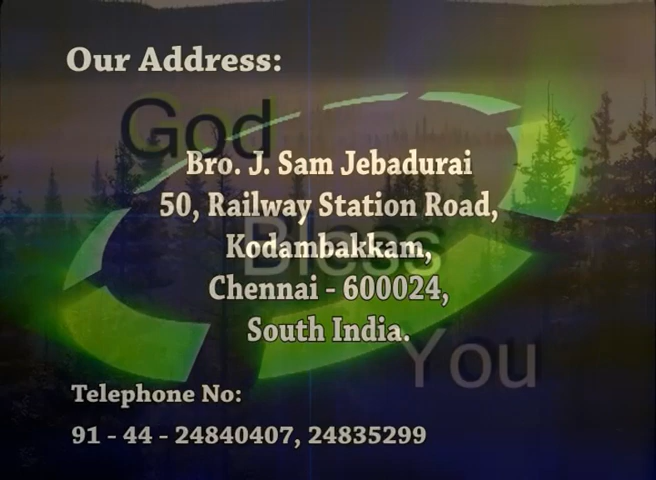 Our Address:
God
Bro. J. Sam Jebadurai
50, Railway Station Road,
Kodambakkam,
Bless
Chennai - 600024,
South India.
You
Telephone No:
91 - 44 - 24840407, 24835299